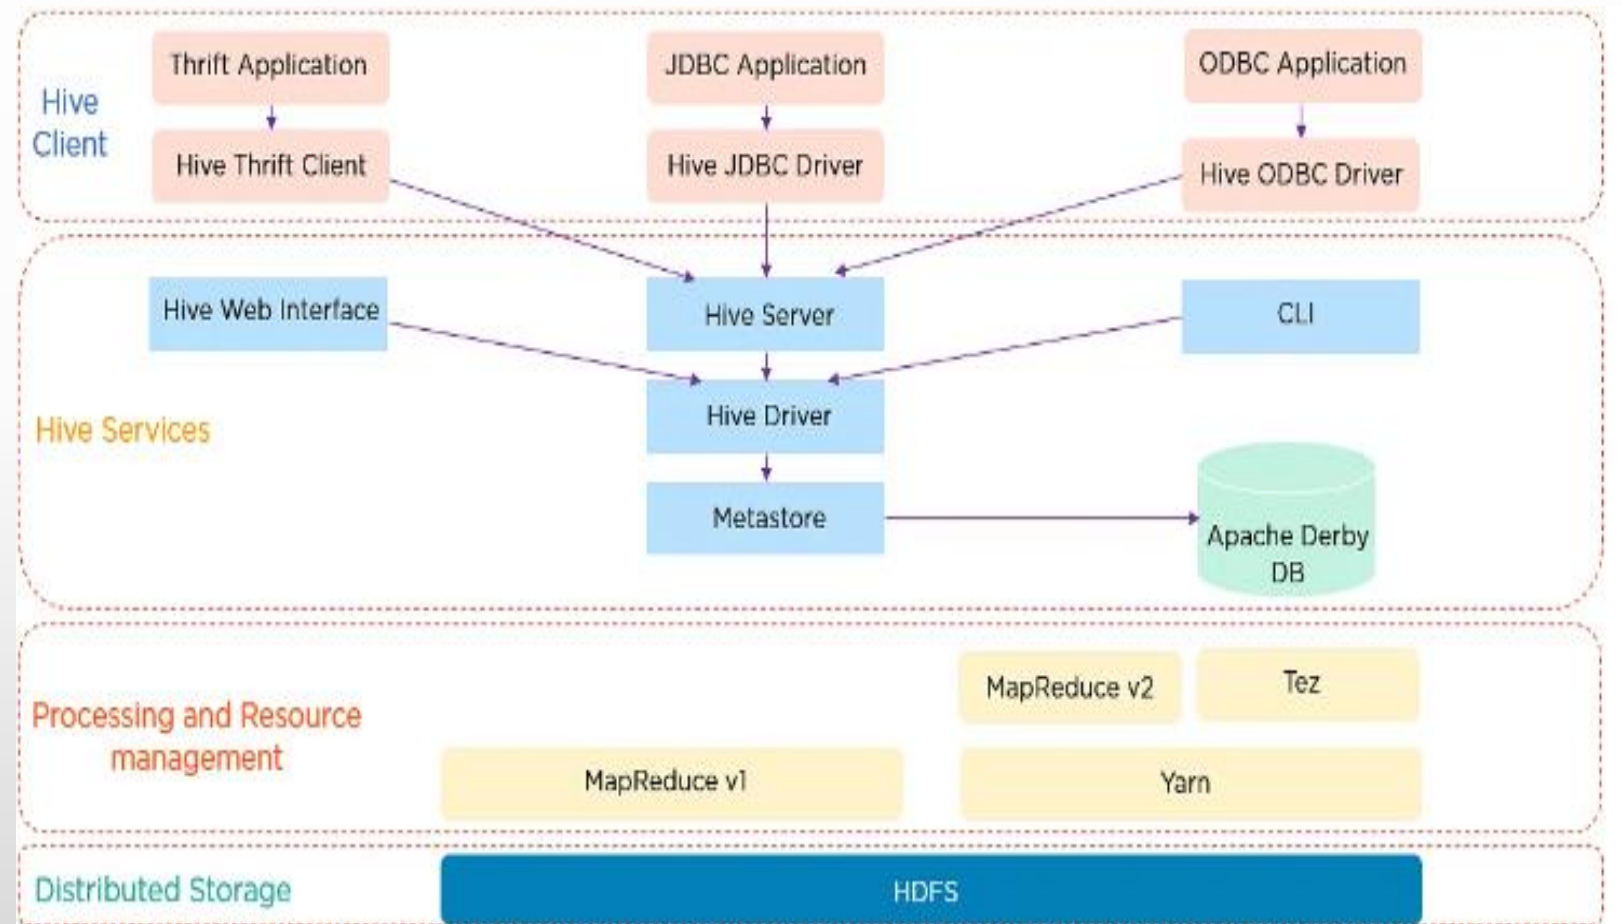 Thrift Application
JDBC Application
ODBC Application
Hive
Client
Hive Thrift Client
Hive JDBC Driver
Hive ODBC Driver
Hive Web Interface
Hive Server
CLI
Hive Driver
Hive Services
Metastore
Apache Derby
DB
MapReduce v2
Tez
Processing and Resource
management
MapReduce v1
Yarn
Distributed Storage
HDFS